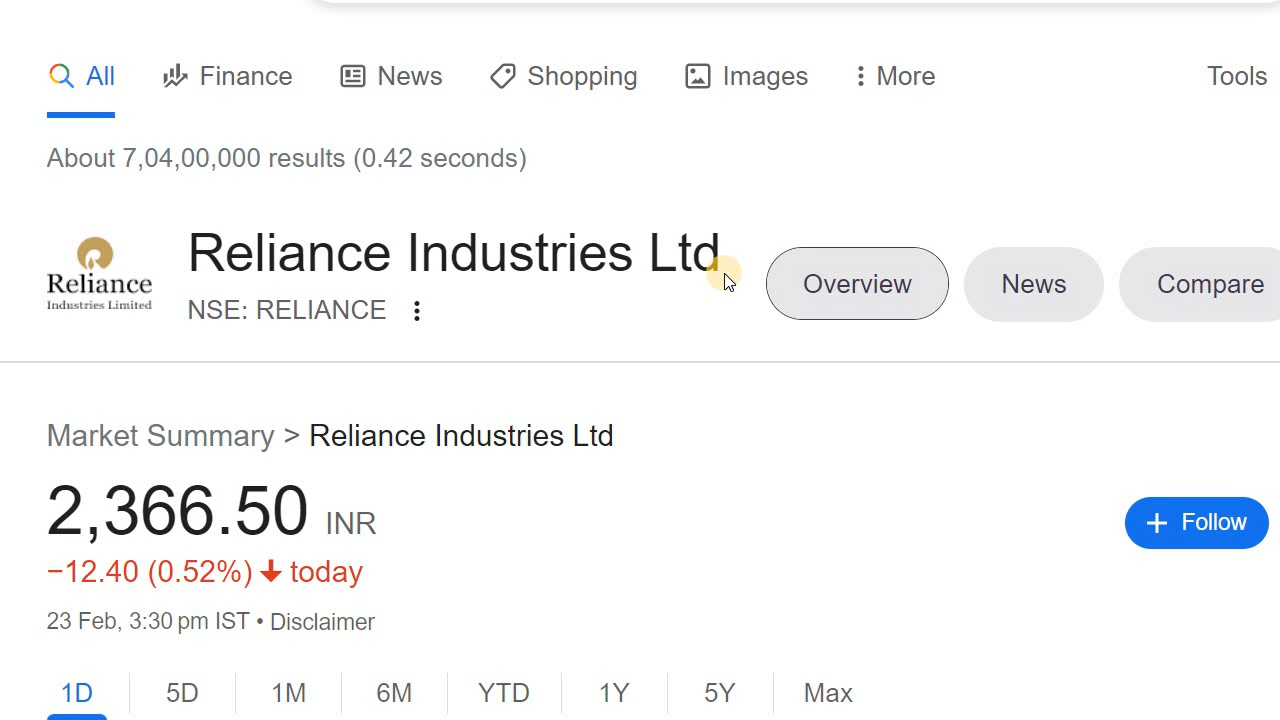 All Finance News Shopping Images More Tools
About 7,04,00,000 results (0.42 seconds)
Reliance
Industries Limited
Reliance Industries Ltd
NSE: RELIANCE
Overview News Compare
Market Summary > Reliance Industries Ltd
2,366.50 INR
+ Follow
−12.40 (0.52%) today
23 Feb, 3:30 pm IST • Disclaimer
1D 5D 1M 6M YTD 1Y 5Y Max